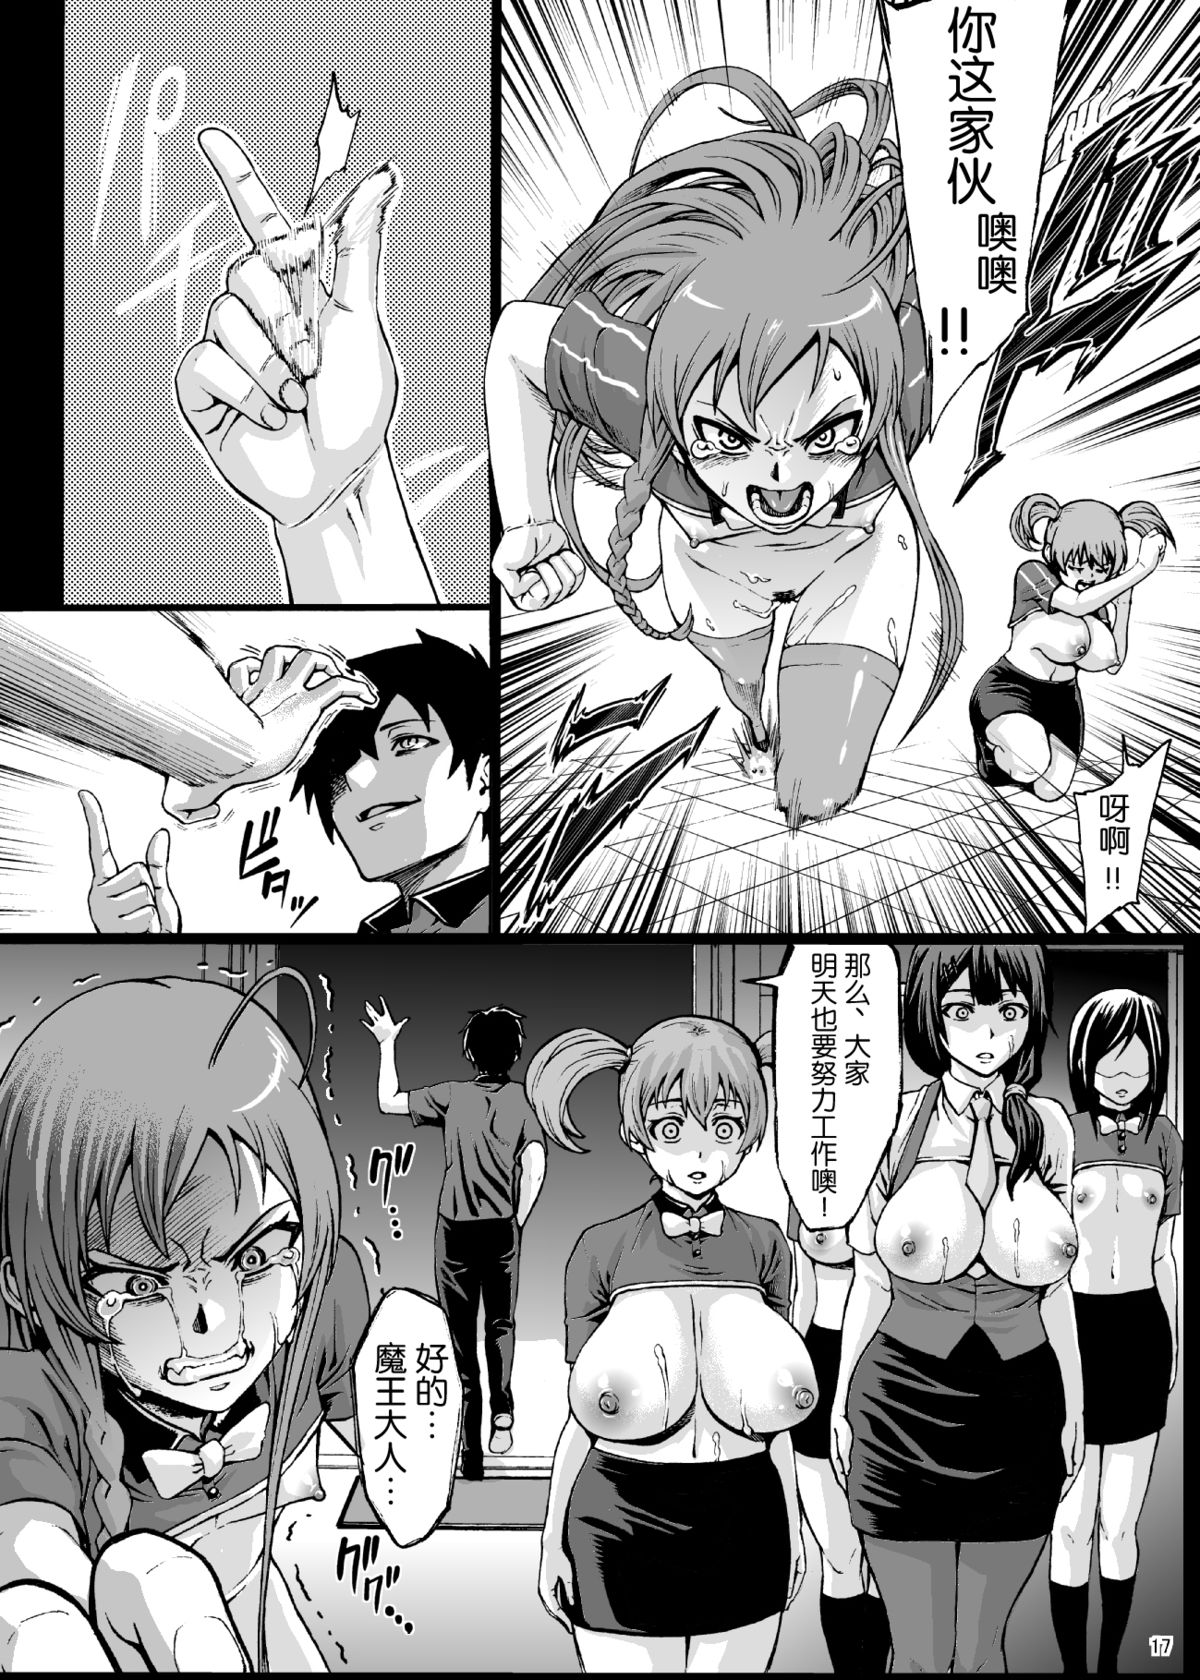 你这家伙
噢噢
!!
呀啊!!
パ
チ
ン
ビ
タ
ッ
那么、大家
明天也要努力工作噢！
好的…
魔王大人…
グ…
ググ…
17